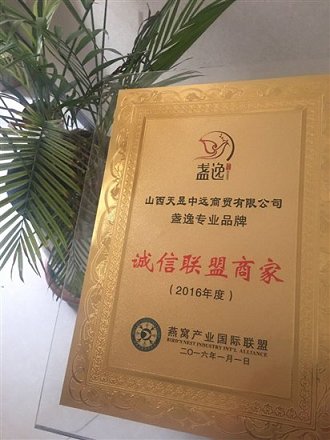 盏逸
山西天昱中远商贸有限公司
盏逸专业品牌
诚信联盟商家
(2016年度)
燕窝产业国际联盟
BIRD'S NEST INDUSTRY INT'L ALLIANCE
二〇一六年一月一日